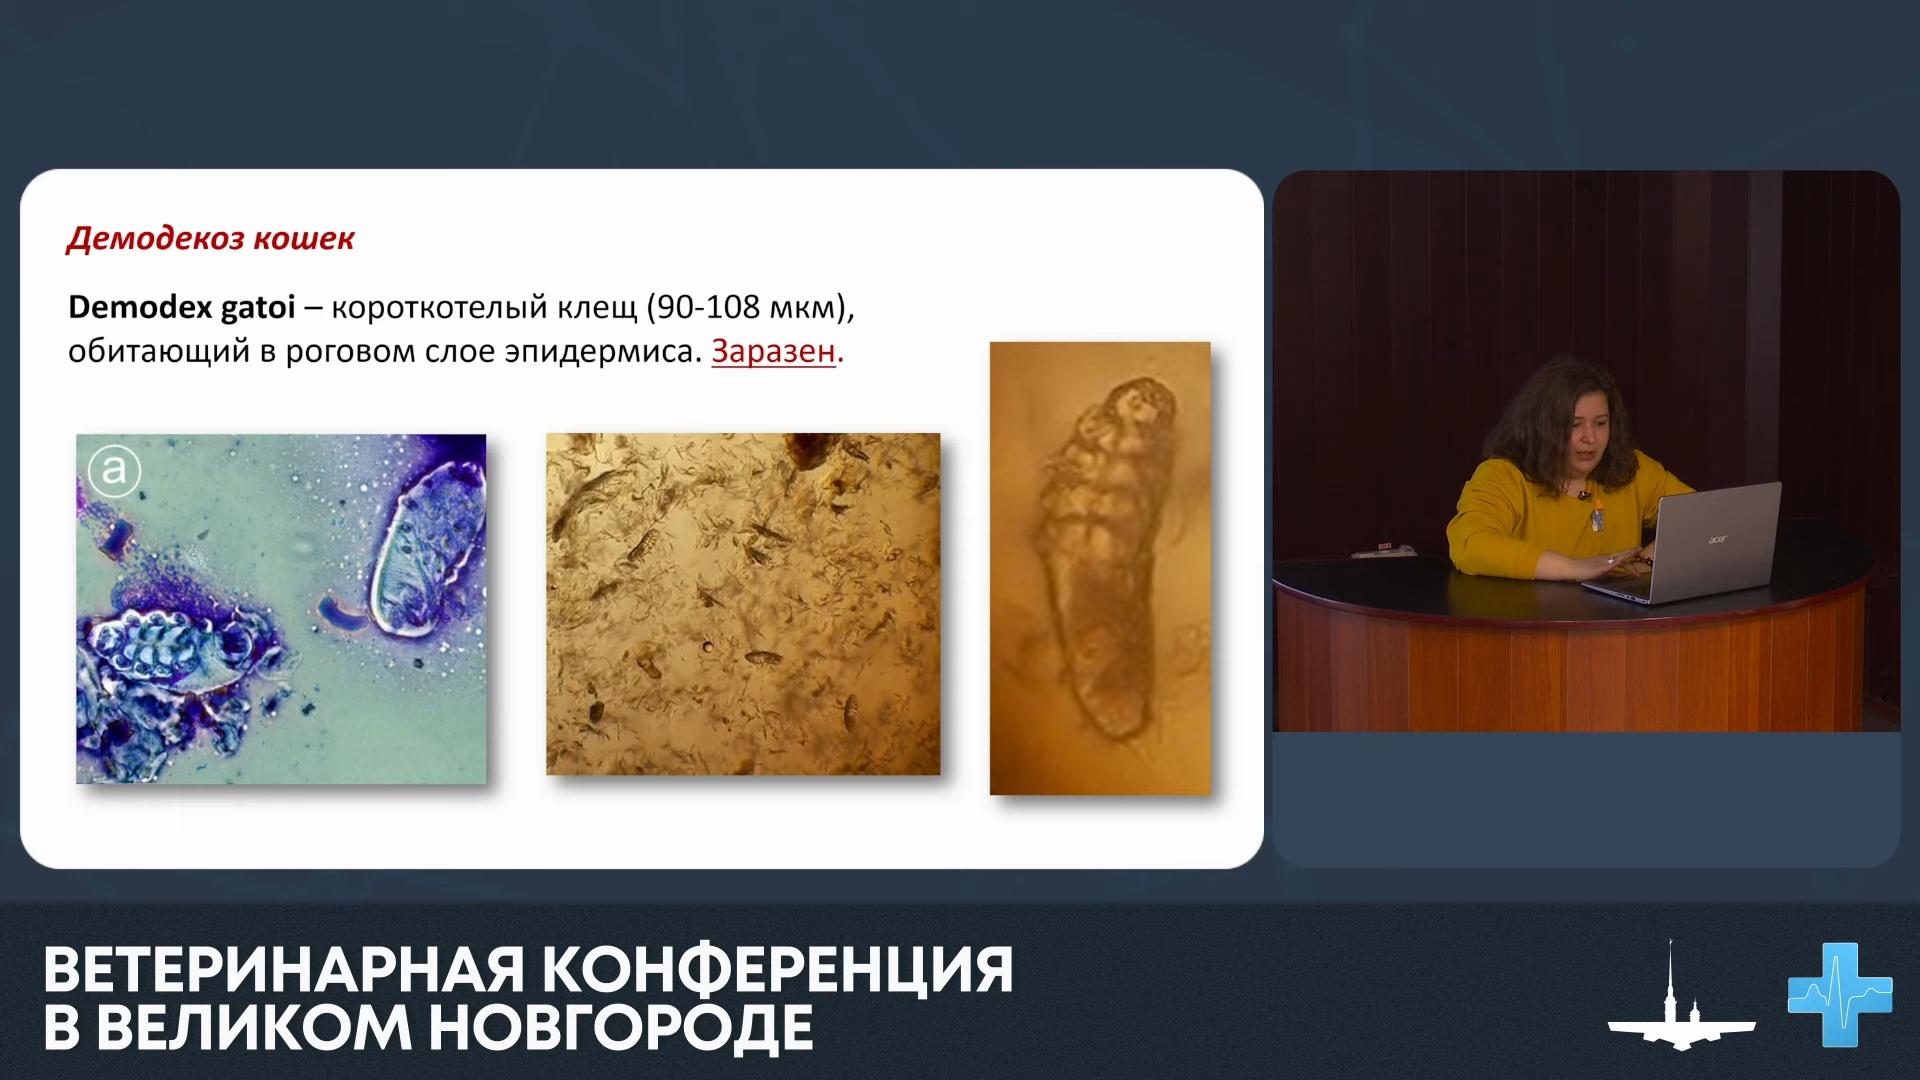 Демодекоз кошек
Demodex gatoi – короткотелый клещ (90-108 мкм),
обитающий в роговом слое эпидермиса. Заразен.
a
acer
ВЕТЕРИНАРНАЯ КОНФЕРЕНЦИЯ
В ВЕЛИКОМ НОВГОРОДЕ